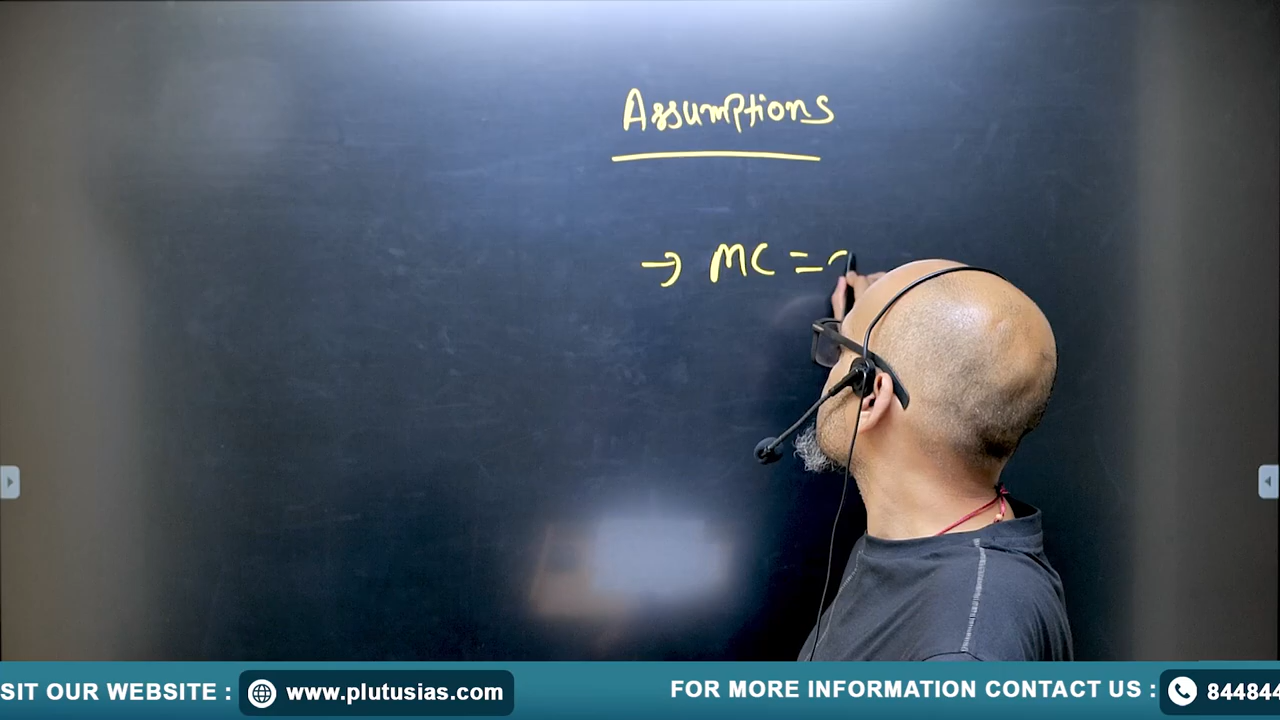 Assumptions
→ MC =
SIT OUR WEBSITE : www.plutusias.com
FOR MORE INFORMATION CONTACT US : 844844